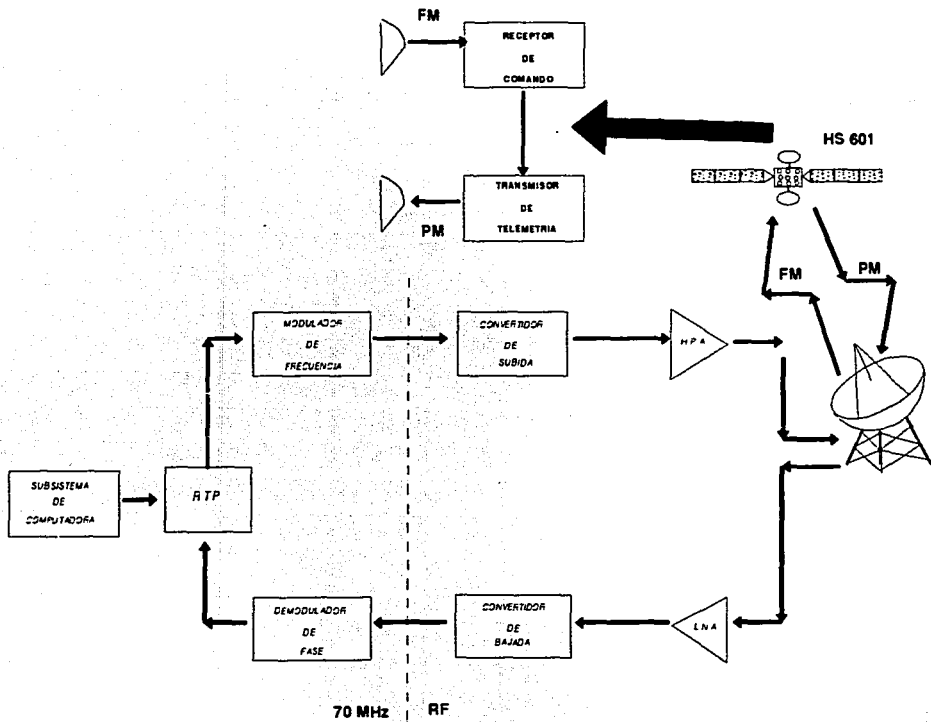 FM
RECEPTOR
DE
COMANDO
HS 601
TRANSMISOR
DE
TELEMETRIA
PM
FM
PM
MODULADOR
DE
FRECUENCIA
CONVERTIDOR
DE
SUBIDA
HPA
SUBSISTEMA
DE
COMPUTADORA
RTP
DEMODULADOR
DE
FASE
CONVERTIDOR
DE
BAJADA
LNA
70 MHz
RF